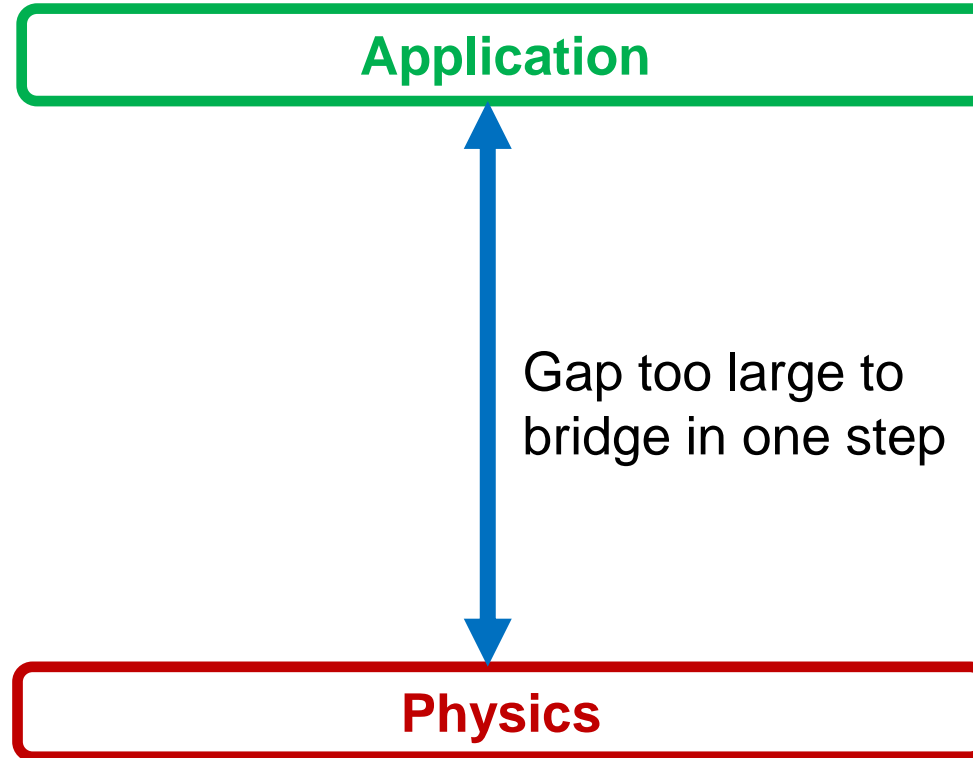 Application
Gap too large to
bridge in one step
Physics